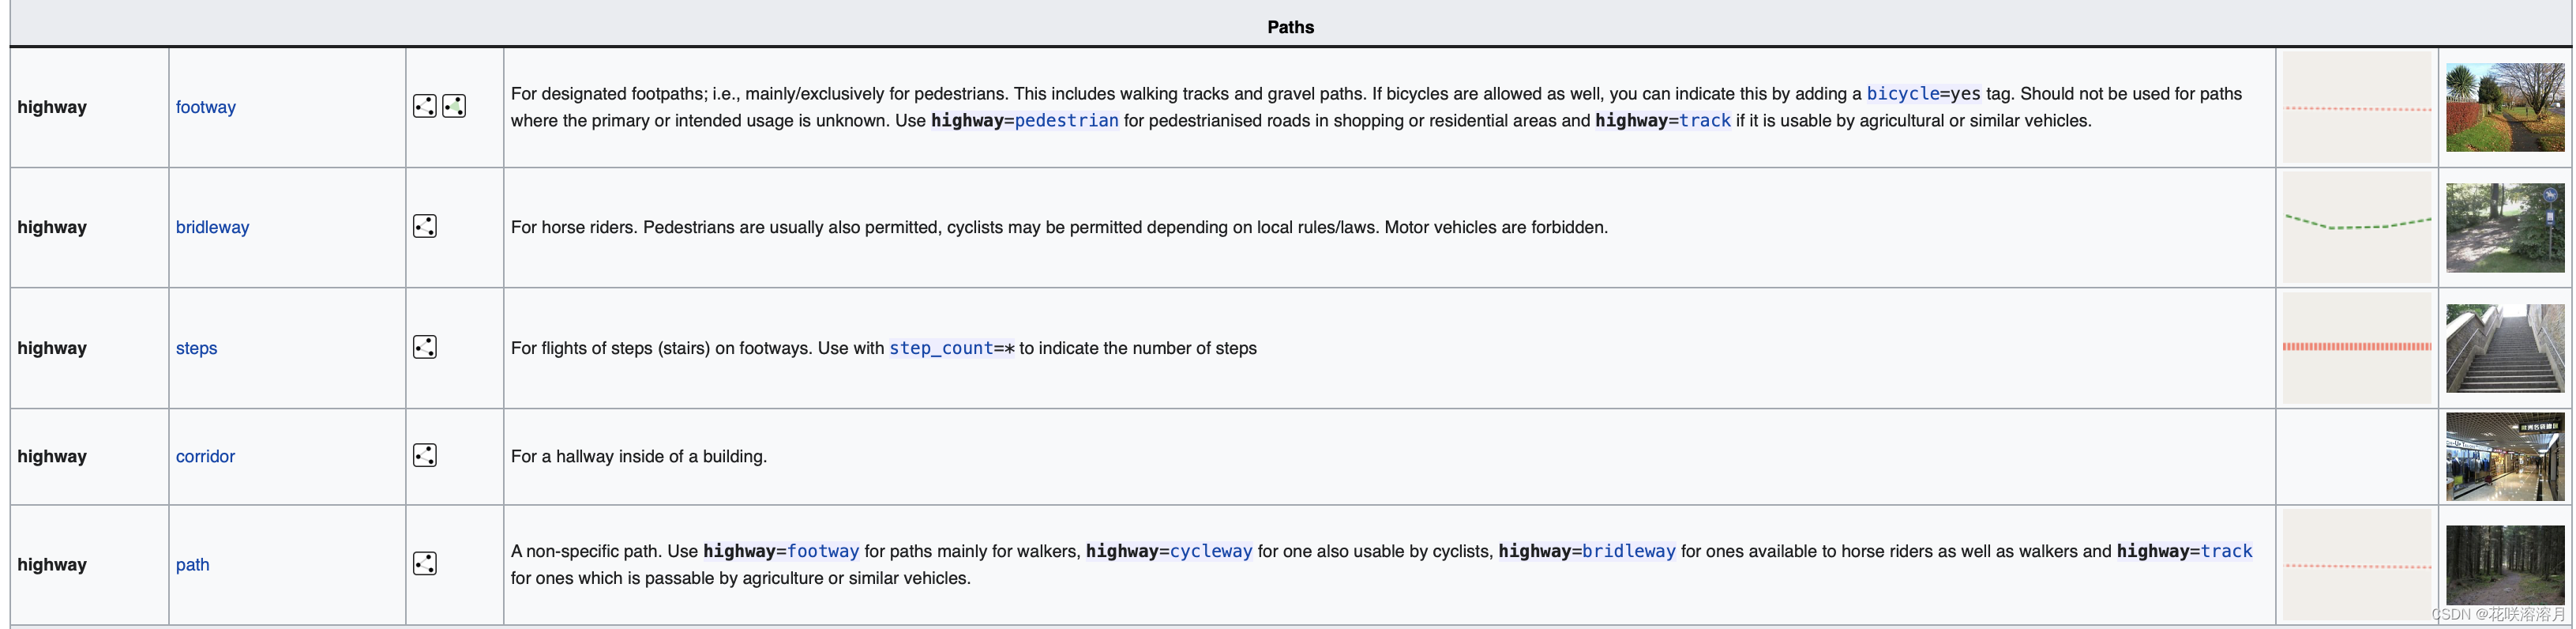 Paths
highway
footway
For designated footpaths; i.e., mainly/exclusively for pedestrians. This includes walking tracks and gravel paths. If bicycles are allowed as well, you can indicate this by adding a bicycle=yes tag. Should not be used for paths
where the primary or intended usage is unknown. Use highway=pedestrian for pedestrianised roads in shopping or residential areas and highway=track if it is usable by agricultural or similar vehicles.
highway
bridleway
For horse riders. Pedestrians are usually also permitted, cyclists may be permitted depending on local rules/laws. Motor vehicles are forbidden.
highway
steps
For flights of steps (stairs) on footways. Use with step_count=* to indicate the number of steps
highway
corridor
For a hallway inside of a building.
highway
path
A non-specific path. Use highway=footway for paths mainly for walkers, highway=cycleway for one also usable by cyclists, highway=bridleway for ones available to horse riders as well as walkers and highway=track
for ones which is passable by agriculture or similar vehicles.
CSDN @花咲溶溶月